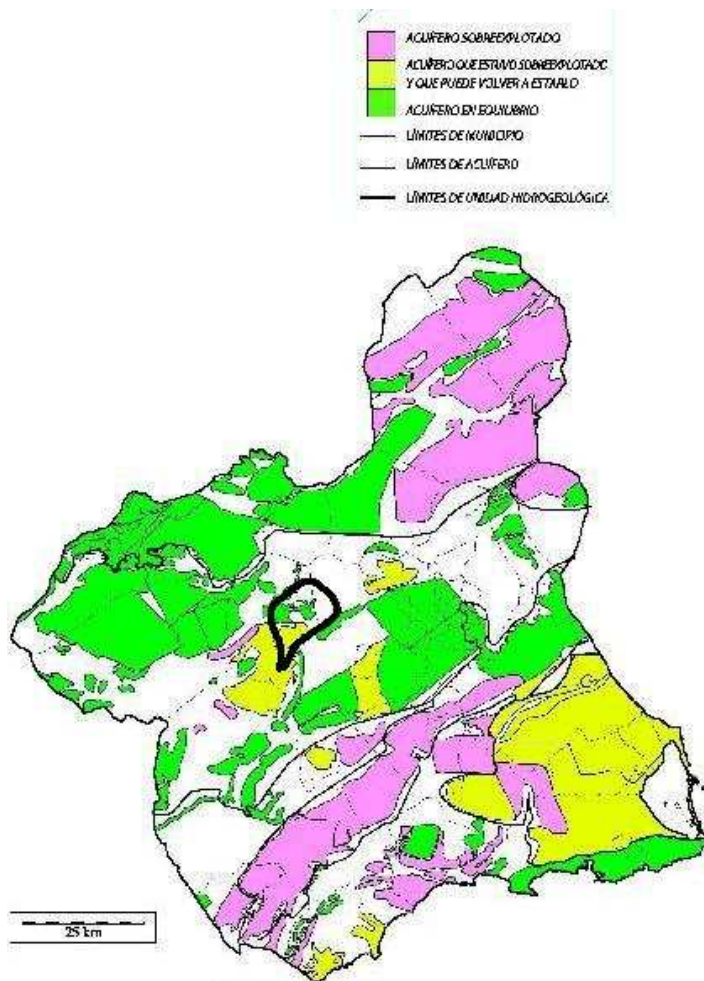 ACUÍFERO SOBREEXPLOTADO
ACUÍFERO QUE ESTUVO SOBREEXPLOTADO
Y QUE PUEDE VOLVER A ESTARLO
ACUÍFERO EN EQUILIBRIO
LÍMITES DE MUNICIPIO
LÍMITES DE ACUÍFERO
LÍMITES DE UNIDAD HIDROGEOLÓGICA
25 km